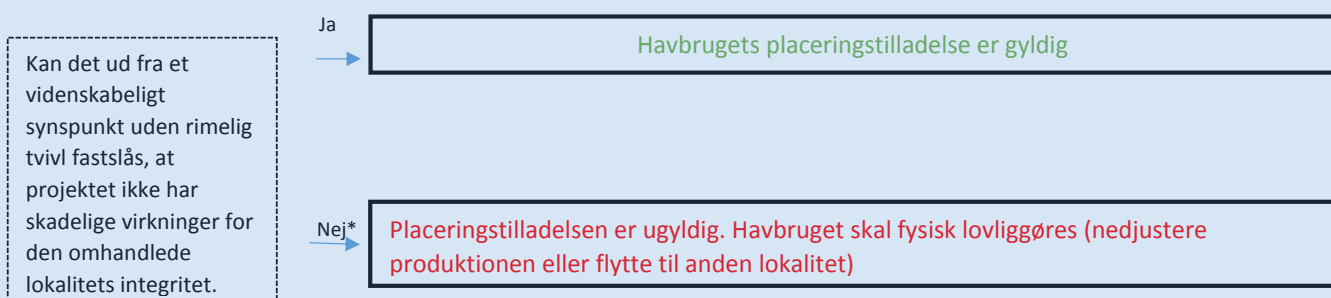 Kan det ud fra et
videnskabeligt
synspunkt uden rimelig
tvivl fastslås, at
projektet ikke har
skadelige virkninger for
den omhandlede
lokalitets integritet.
Ja
Havbrugets placeringstilladelse er gyldig
Nej*
Placeringstilladelsen er ugyldig. Havbruget skal fysisk lovliggøres (nedjustere
produktionen eller flytte til anden lokalitet)